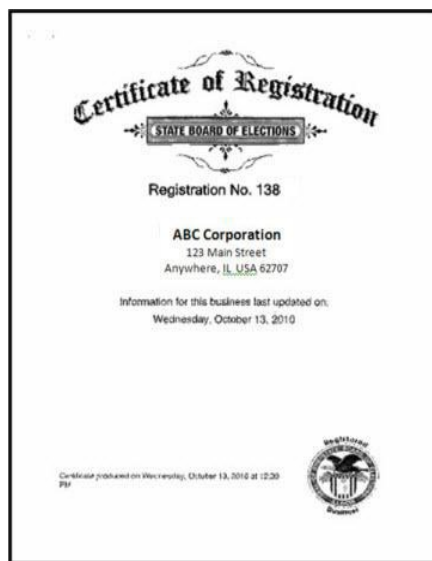 Certificate of Registration
STATE BOARD OF ELECTIONS
Registration No. 138
ABC Corporation
123 Main Street
Anywhere, IL USA 62707
Information for this business last updated on:
Wednesday, October 13, 2010
Certificate produced on Wednesday, October 13, 2010 at 12:30
PM
Registered
Business